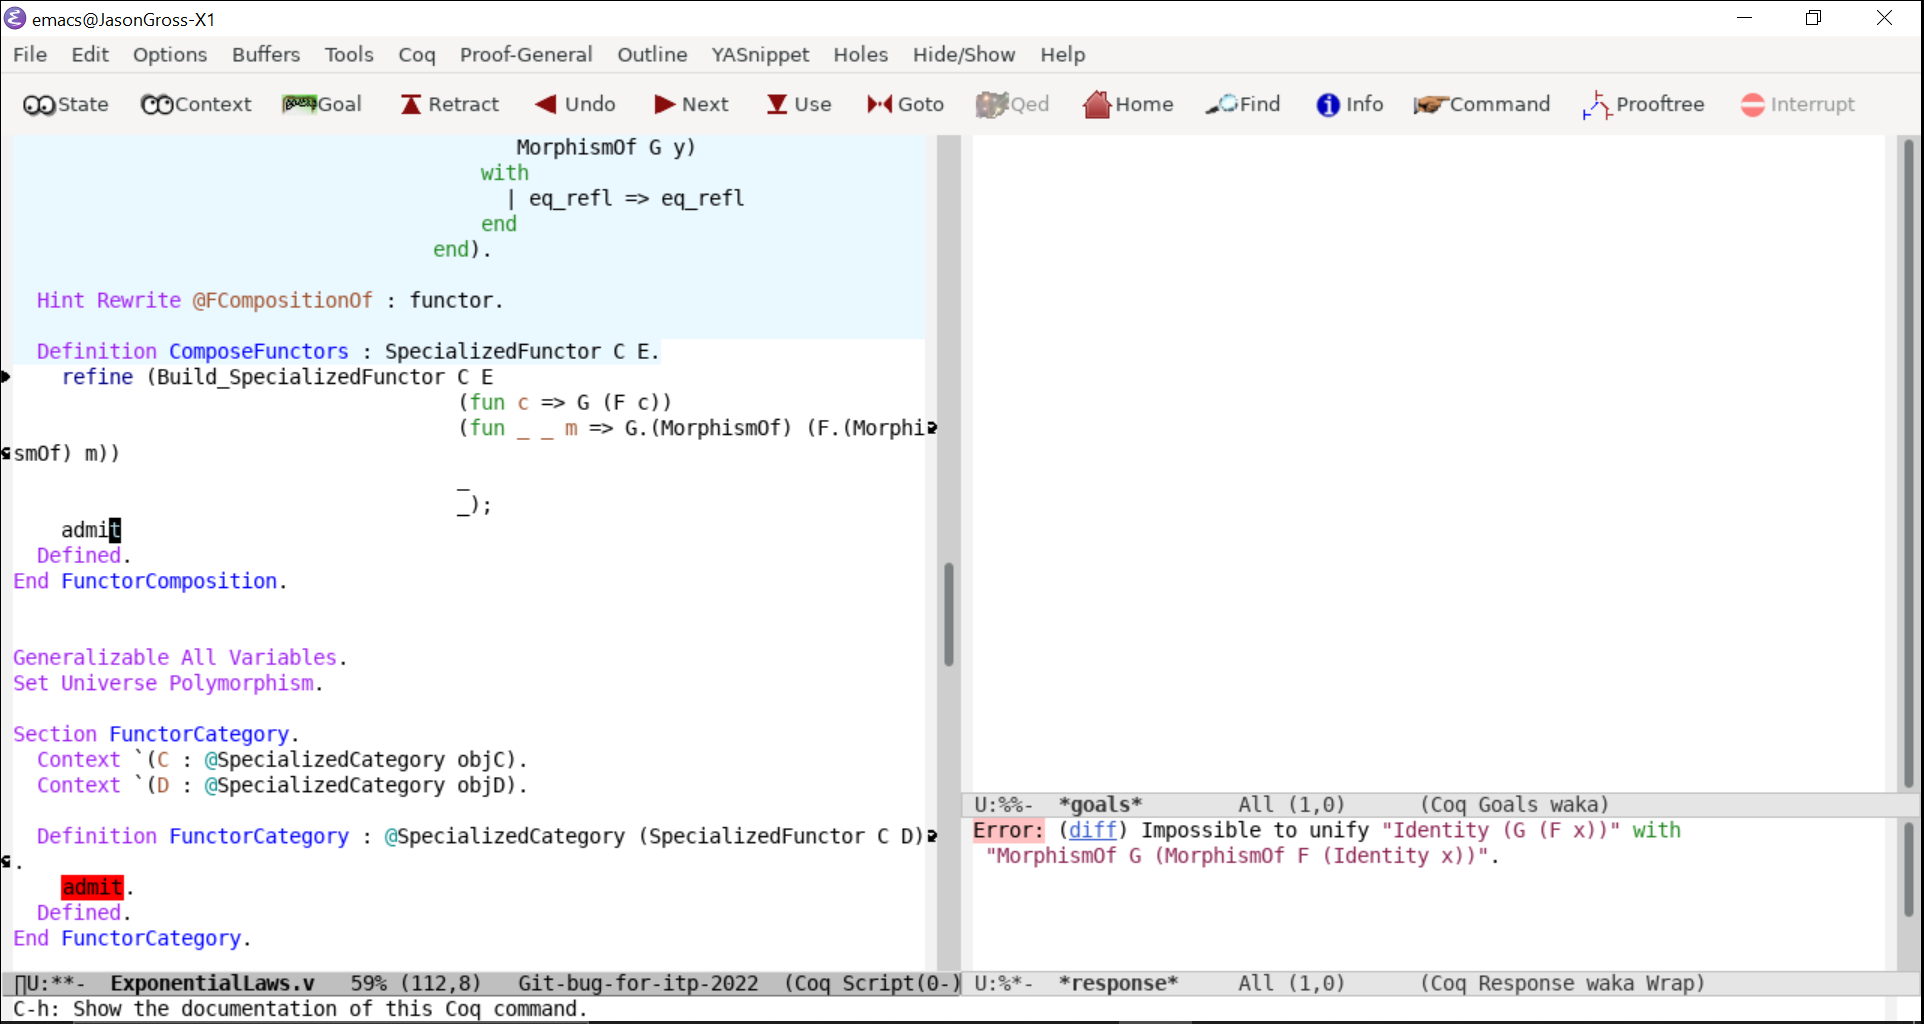 emacs@JasonGross-X1
File Edit Options Buffers Tools Coq Proof-General Outline YASnippet Holes Hide/Show Help
State Context Goal Retract Undo Next Use Goto Qed Home Find Info Command Prooftree Interrupt
MorphismOf G y)
with
| eq_refl => eq_refl
end
end).
Hint Rewrite @FCompositionOf : functor.
Definition ComposeFunctors : SpecializedFunctor C E.
refine (Build_SpecializedFunctor C E
(fun c => G (F c))
(fun _ _ m => G.(MorphismOf) (F.(Morphi
smOf) m))
_
_);
admit
Defined.
End FunctorComposition.
Generalizable All Variables.
Set Universe Polymorphism.
Section FunctorCategory.
Context `(C : @SpecializedCategory objC).
Context `(D : @SpecializedCategory objD).
Definition FunctorCategory : @SpecializedCategory (SpecializedFunctor C D)
.
admit.
Defined.
End FunctorCategory.
U:**-  ExponentialLaws.v   59% (112,8)   Git-bug-for-itp-2022  (Coq Script(0-)
C-h: Show the documentation of this Coq command.
U:%%-  *goals*        All (1,0)      (Coq Goals waka)
Error: (diff) Impossible to unify "Identity (G (F x))" with
"MorphismOf G (MorphismOf F (Identity x))".
U:%*-  *response*     All (1,0)      (Coq Response waka Wrap)